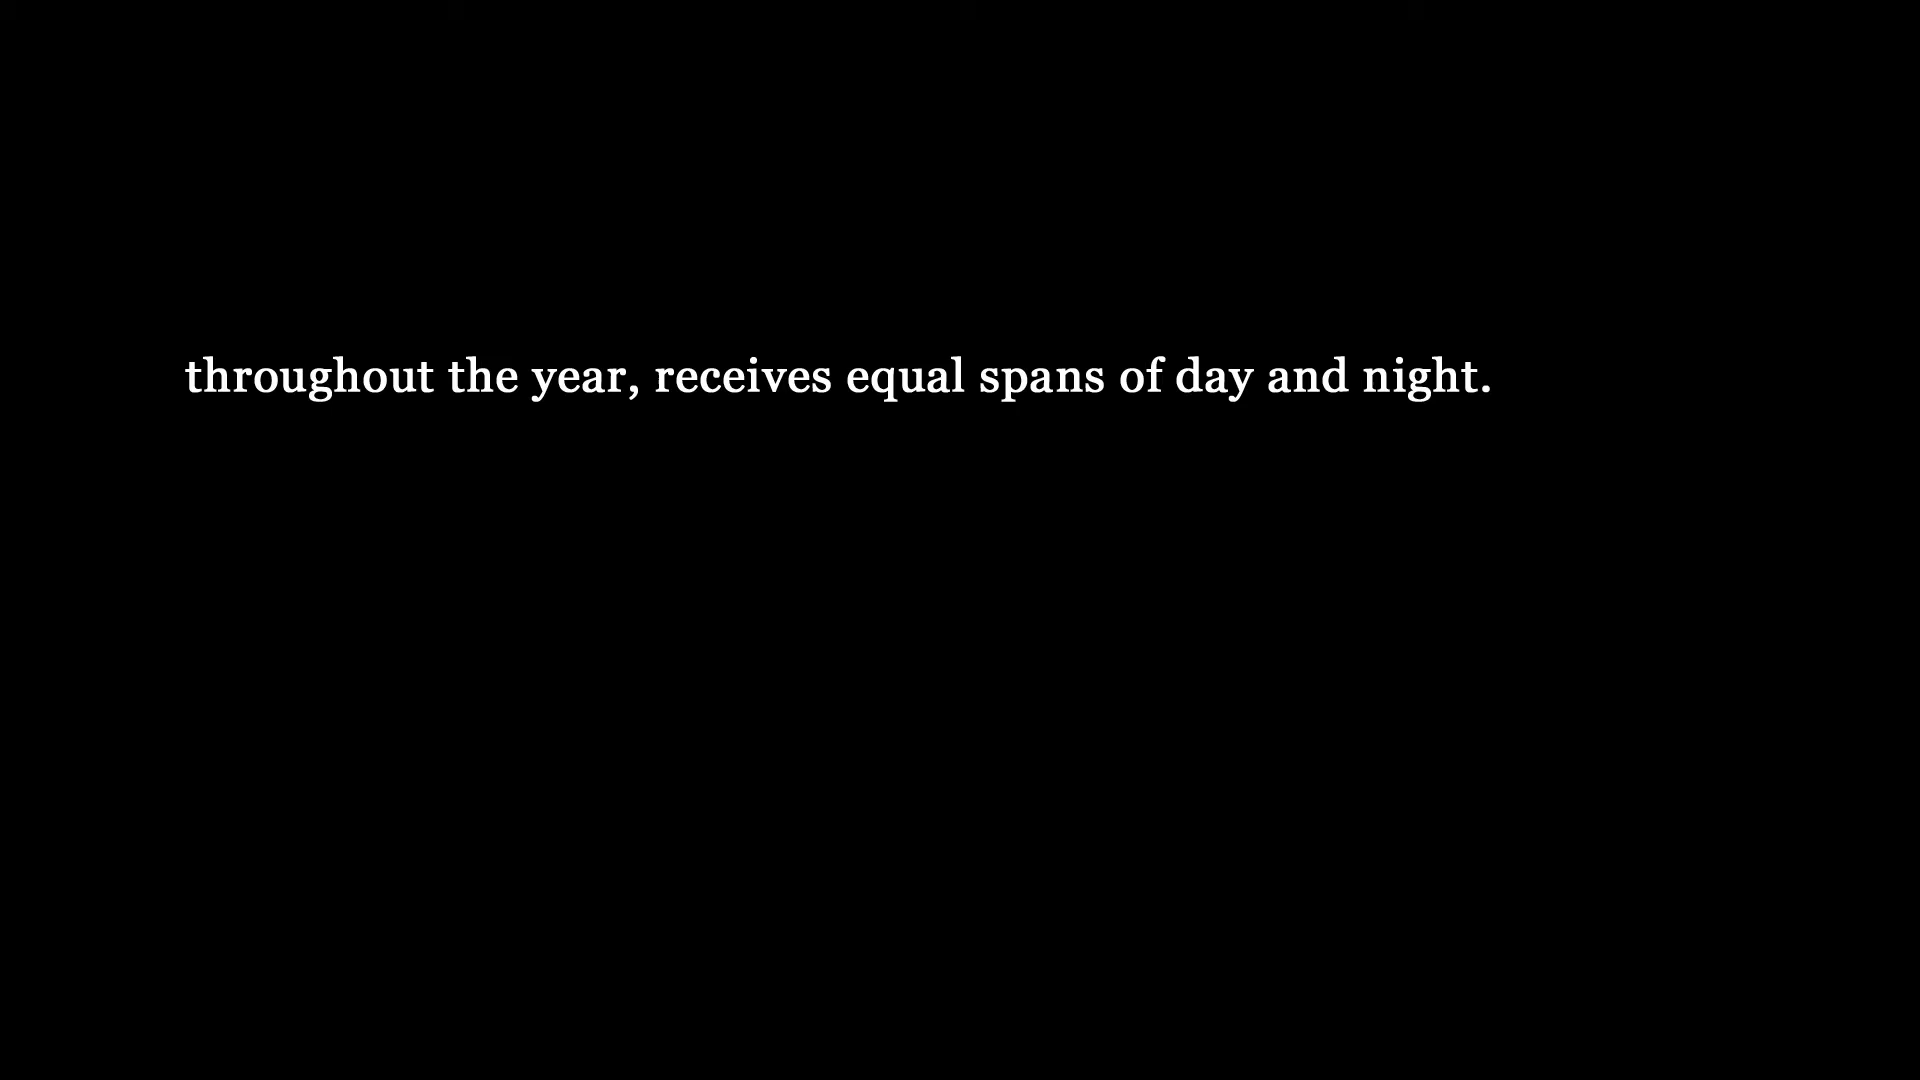 throughout the year, receives equal spans of day and night.